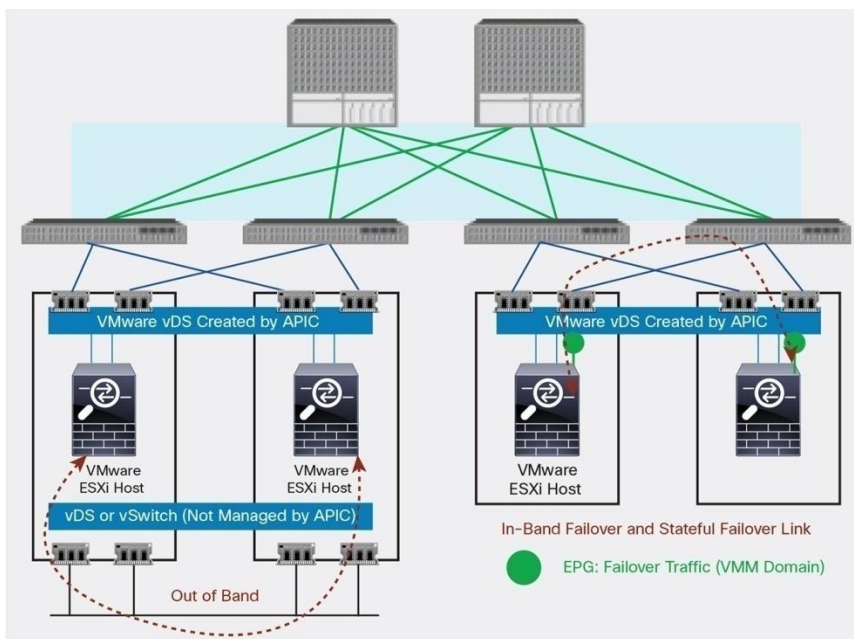 VMware vDS Created by APIC
VMware vDS Created by APIC
VMware
ESXi Host
VMware
ESXi Host
VMware
ESXi Host
vDS or vSwitch (Not Managed by APIC)
In-Band Failover and Stateful Failover Link
EPG: Failover Traffic (VMM Domain)
Out of Band